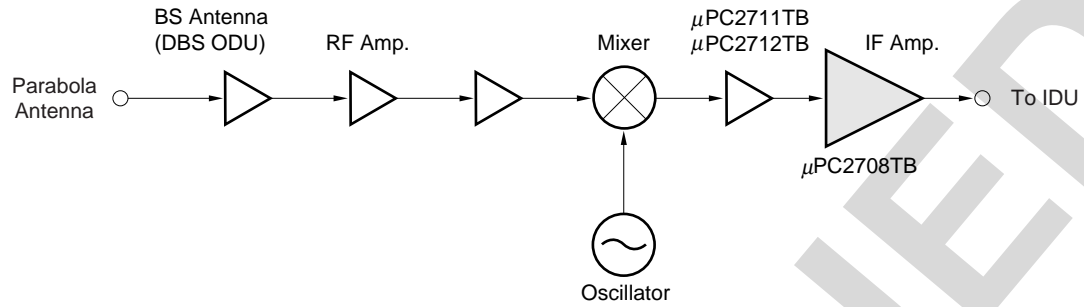 BS Antenna
(DBS ODU)
RF Amp.
Mixer
μPC2711TB
μPC2712TB
IF Amp.
Parabola
Antenna
To IDU
μPC2708TB
Oscillator